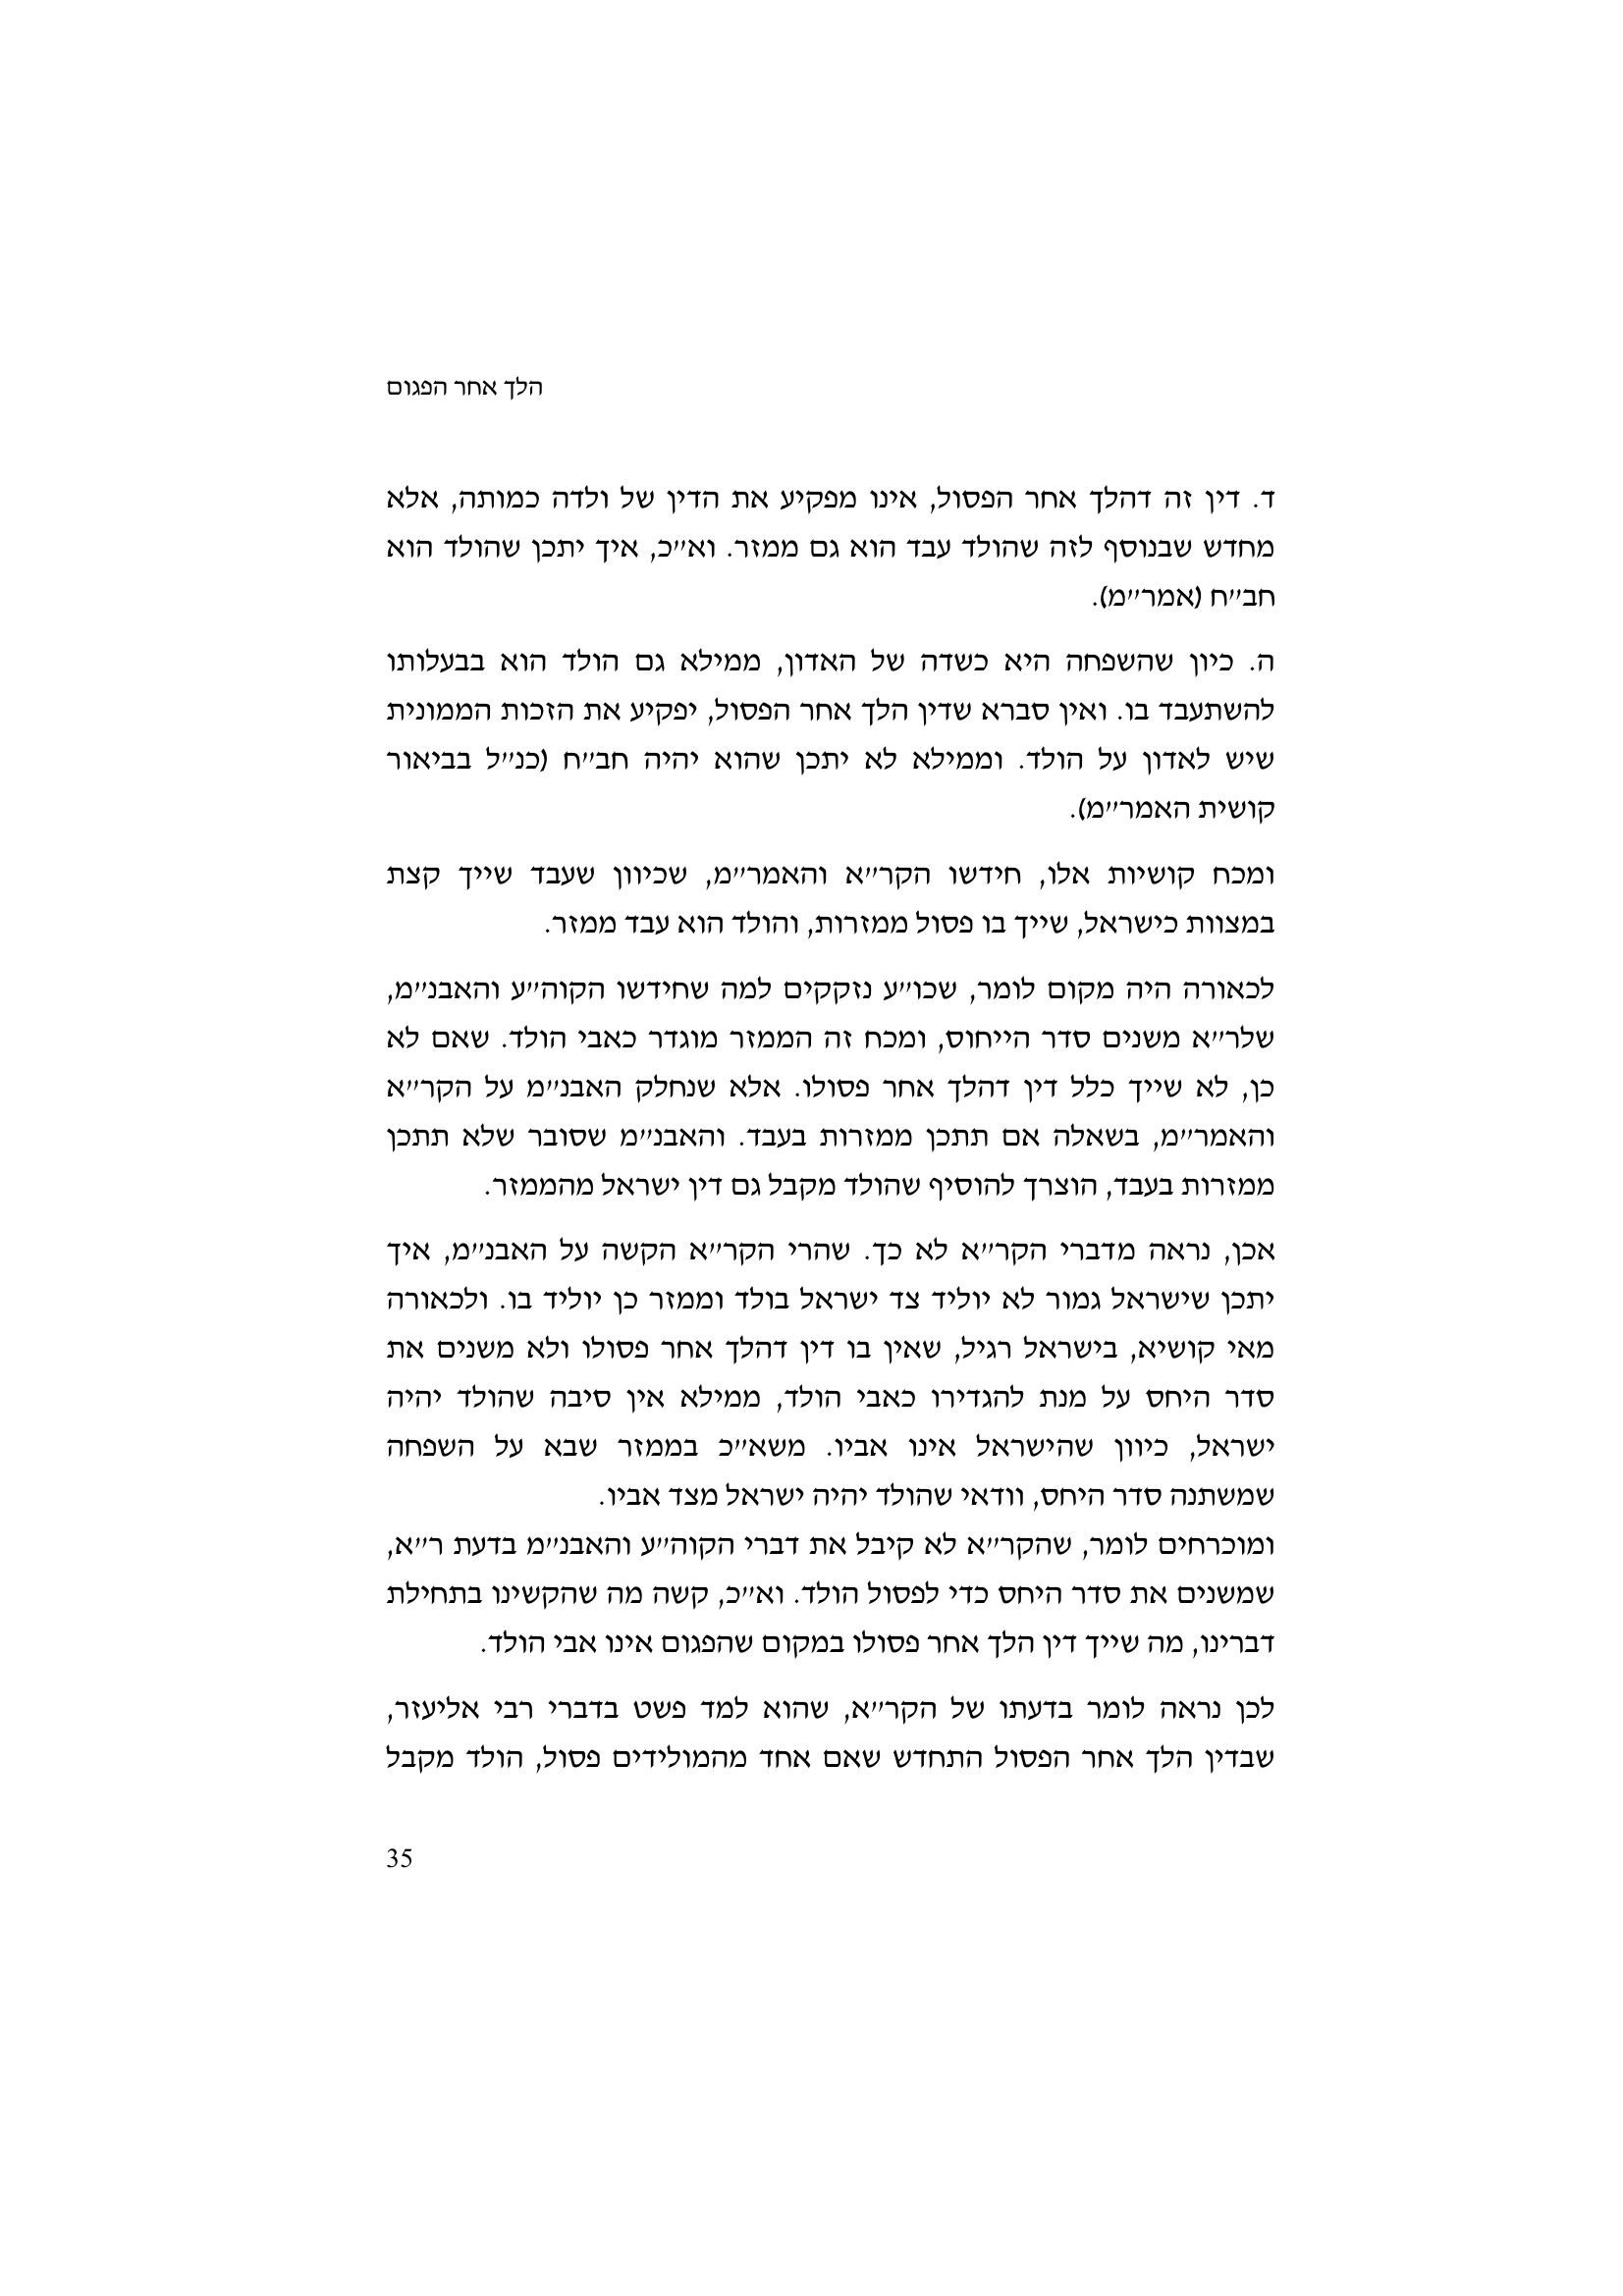 הלך אחר הפגום
ד. דין זה דהלך אחר הפסול, אינו מפקיע את הדין של ולדה כמותה, אלא
מחדש שבנוסף לזה שהולד עבד הוא גם ממזר. וא״כ, איך יתכן שהולד הוא
חב״ח (אמר״מ).
ה. כיון שהשפחה היא כשדה של האדון, ממילא גם הולד הוא בבעלותו
להשתעבד בו. ואין סברא שדין הלך אחר הפסול, יפקיע את הזכות הממונית
שיש לאדון על הולד. וממילא לא יתכן שהוא יהיה חב״ח (כנ״ל בביאור
קושית האמר״מ).
ומכח קושיות אלו, חידשו הקר״א והאמר״מ, שכיוון שעבד שייך קצת
במצוות כישראל, שייך בו פסול ממזרות, והולד הוא עבד ממזר.
לכאורה היה מקום לומר, שכו״ע נזקקים למה שחידשו הקוה״ע והאבנ״מ,
שלר״א משנים סדר הייחוס, ומכח זה הממזר מוגדר כאבי הולד. שאם לא
כן, לא שייך כלל דין דהלך אחר פסולו. אלא שנחלק האבנ״מ על הקר״א
והאמר״מ, בשאלה אם תתכן ממזרות בעבד. והאבנ״מ שסובר שלא תתכן
ממזרות בעבד, הוצרך להוסיף שהולד מקבל גם דין ישראל מהממזר.
אכן, נראה מדברי הקר״א לא כך. שהרי הקר״א הקשה על האבנ״מ, איך
יתכן שישראל גמור לא יוליד צד ישראל בולד וממזר כן יוליד בו. ולכאורה
מאי קושיא, בישראל רגיל, שאין בו דין דהלך אחר פסולו ולא משנים את
סדר היחס על מנת להגדירו כאבי הולד, ממילא אין סיבה שהולד יהיה
ישראל, כיוון שהישראל אינו אביו. משא״כ בממזר שבא על השפחה
שמשתנה סדר היחס, וודאי שהולד יהיה ישראל מצד אביו.
ומוכרחים לומר, שהקר״א לא קיבל את דברי הקוה״ע והאבנ״מ בדעת ר״א,
שמשנים את סדר היחס כדי לפסול הולד. וא״כ, קשה מה שהקשינו בתחילת
דברינו, מה שייך דין הלך אחר פסולו במקום שהפגום אינו אבי הולד.
לכן נראה לומר בדעתו של הקר״א, שהוא למד פשט בדברי רבי אליעזר,
שבדין הלך אחר הפסול התחדש שאם אחד מהמולידים פסול, הולד מקבל
35